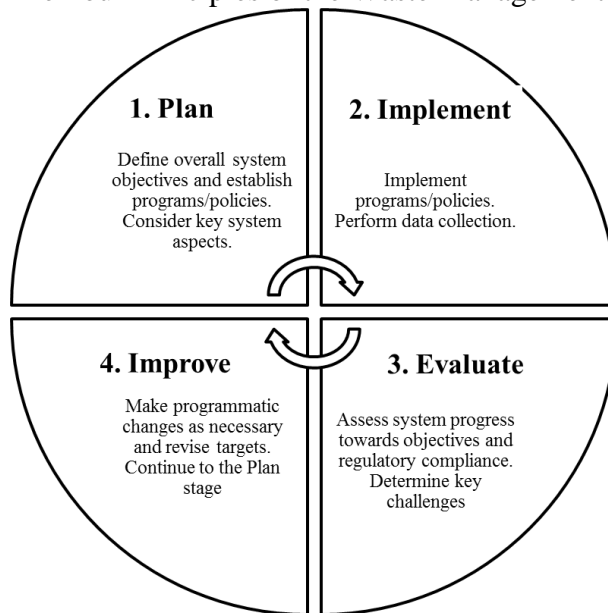 Waste Management
1. Plan
Define overall system
objectives and establish
programs/policies.
Consider key system
aspects.
2. Implement
Implement
programs/policies.
Perform data collection.
3. Evaluate
Assess system progress
towards objectives and
regulatory compliance.
Determine key
challenges
4. Improve
Make programmatic
changes as necessary
and revise targets.
Continue to the Plan
stage